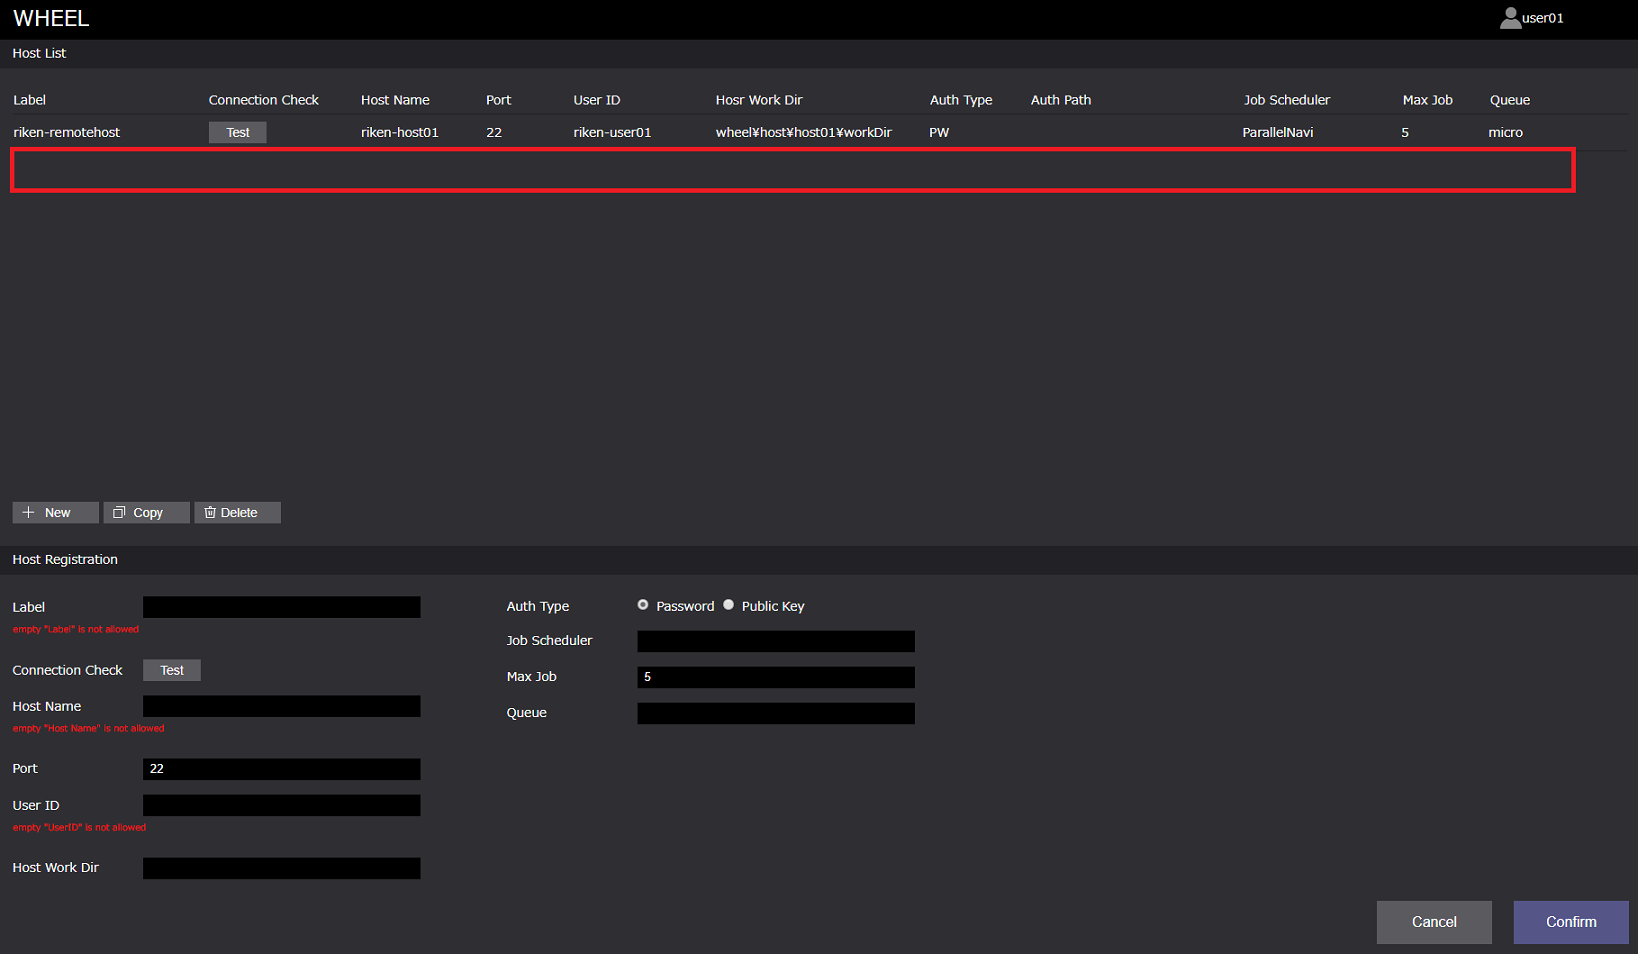 WHEEL
user01
Host List
Label Connection Check Host Name Port User ID Hosr Work Dir Auth Type Auth Path Job Scheduler Max Job Queue
riken-remotehost Test riken-host01 22 riken-user01 wheel¥host¥host01¥workDir PW ParallelNavi 5 micro
New Copy Delete
Host Registration
Label
empty "Label" is not allowed
Connection Check Test
Host Name
empty "Host Name" is not allowed
Port 22
User ID
empty "UserID" is not allowed
Host Work Dir
Auth Type Password Public Key
Job Scheduler
Max Job 5
Queue
Cancel Confirm